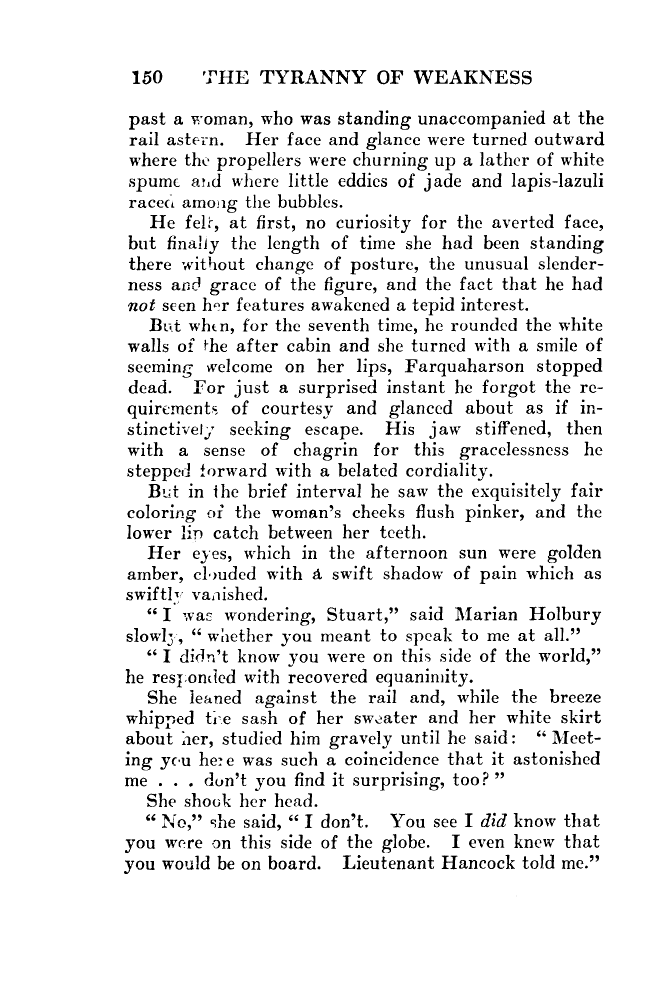 150 THE TYRANNY OF WEAKNESS
past a woman, who was standing unaccompanied at the
rail astern. Her face and glance were turned outward
where the propellers were churning up a lather of white
spume and where little eddies of jade and lapis-lazuli
raced among the bubbles.
He felt, at first, no curiosity for the averted face,
but finally the length of time she had been standing
there without change of posture, the unusual slender-
ness and grace of the figure, and the fact that he had
not seen her features awakened a tepid interest.
But when, for the seventh time, he rounded the white
walls of the after cabin and she turned with a smile of
seeming welcome on her lips, Farquaharson stopped
dead. For just a surprised instant he forgot the re-
quirements of courtesy and glanced about as if in-
stinctively seeking escape. His jaw stiffened, then
with a sense of chagrin for this gracelessness he
stepped forward with a belated cordiality.
But in the brief interval he saw the exquisitely fair
coloring of the woman's cheeks flush pinker, and the
lower lip catch between her teeth.
Her eyes, which in the afternoon sun were golden
amber, clouded with a swift shadow of pain which as
swiftly vanished.
"I was wondering, Stuart," said Marian Holbury
slowly, "whether you meant to speak to me at all."
"I didn't know you were on this side of the world,"
he responded with recovered equanimity.
She leaned against the rail and, while the breeze
whipped the sash of her sweater and her white skirt
about her, studied him gravely until he said: "Meet-
ing you here was such a coincidence that it astonished
me . . . don't you find it surprising, too?"
She shook her head.
"No," she said, "I don't. You see I did know that
you were on this side of the globe. I even knew that
you would be on board. Lieutenant Hancock told me."